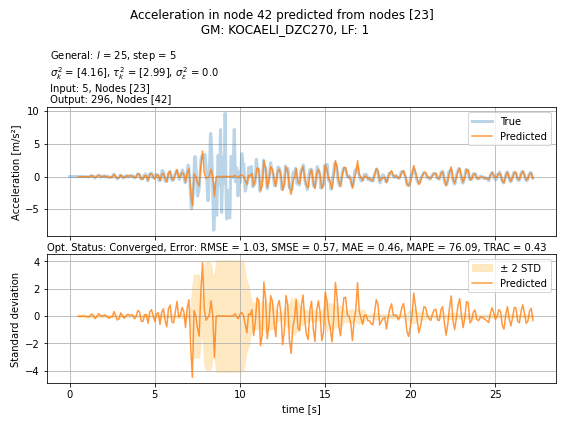 Acceleration in node 42 predicted from nodes [23]
GM: KOCAELI_DZC270, LF: 1
General: l = 25, step = 5
σ²ₖ = [4.16], τ²ₖ = [2.99], σ²ε = 0.0
Input: 5, Nodes [23]
Output: 296, Nodes [42]
Acceleration [m/s²]
10
5
0
−5
True
Predicted
Opt. Status: Converged, Error: RMSE = 1.03, SMSE = 0.57, MAE = 0.46, MAPE = 76.09, TRAC = 0.43
Standard deviation
4
2
0
−2
−4
± 2 STD
Predicted
0 5 10 15 20 25
time [s]